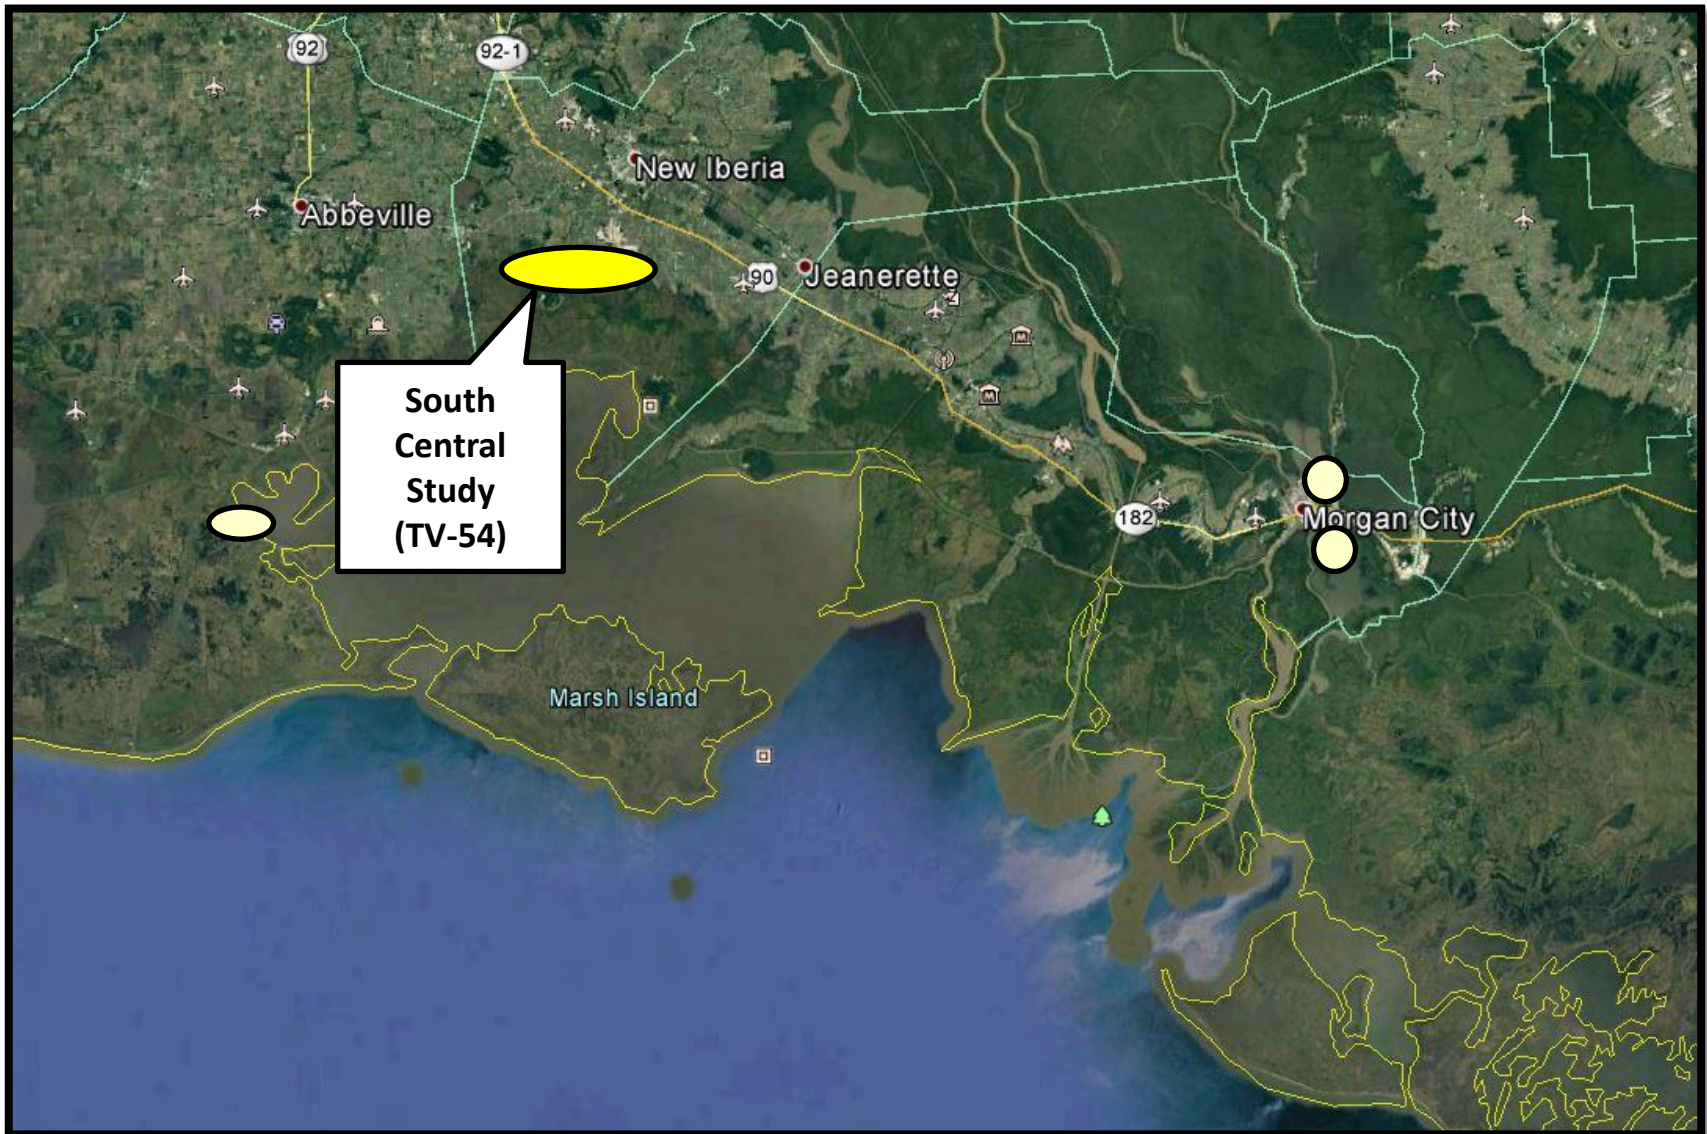 92
92-1
New Iberia
Abbeville
90
Jeanerette
South
Central
Study
(TV-54)
182
Morgan City
Marsh Island
M
M